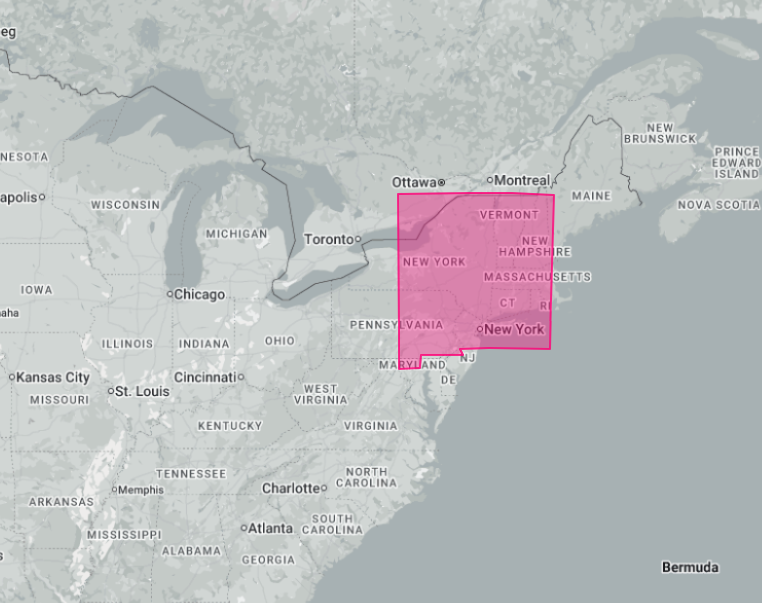 eg
NEW
BRUNSWICK
PRINCE
EDWARD
ISLAND
NESOTA
Ottawa
Montreal
apolis
WISCONSIN
MAINE
NOVA SCOTIA
VERMONT
MICHIGAN
Toronto
NEW
HAMPSHIRE
NEW YORK
MASSACHUSETTS
IOWA
Chicago
CT
RI
aha
PENNSYLVANIA
New York
ILLINOIS
INDIANA
OHIO
NJ
MARYLAND
Kansas City
Cincinnati
DE
St. Louis
MISSOURI
WEST
VIRGINIA
KENTUCKY
VIRGINIA
TENNESSEE
NORTH
CAROLINA
Memphis
Charlotte
ARKANSAS
SOUTH
CAROLINA
Atlanta
MISSISSIPPI
ALABAMA
GEORGIA
s
Bermuda